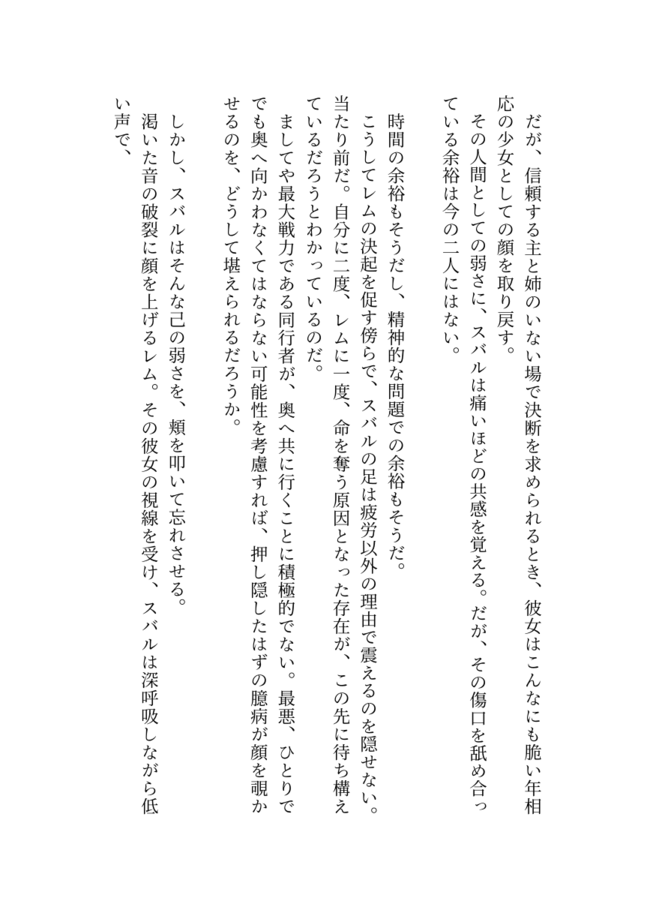 だが、信頼する主と姉のいない場で決断を求められるとき、彼女はこんなにも脆い年相
応の少女としての顔を取り戻す。
その人間としての弱さに、スバルは痛いほどの共感を覚える。だが、その傷口を舐め合っ
ている余裕は今の二人にはない。
時間の余裕もそうだし、精神的な問題での余裕もそうだ。
こうしてレムの決起を促す傍らで、スバルの足は疲労以外の理由で震えるのを隠せない。
当たり前だ。自分に二度、レムに一度、命を奪う原因となった存在が、この先に待ち構え
ているだろうとわかっているのだ。
ましてや最大戦力である同行者が、奥へ共に行くことに積極的でない。最悪、ひとりで
でも奥へ向かわなくてはならない可能性を考慮すれば、押し隠したはずの臆病が顔を覗か
せるのを、どうして堪えられるだろうか。
しかし、スバルはそんな己の弱さを、頬を叩いて忘れさせる。
渇いた音の破裂に顔を上げるレム。その彼女の視線を受け、スバルは深呼吸しながら低
い声で、